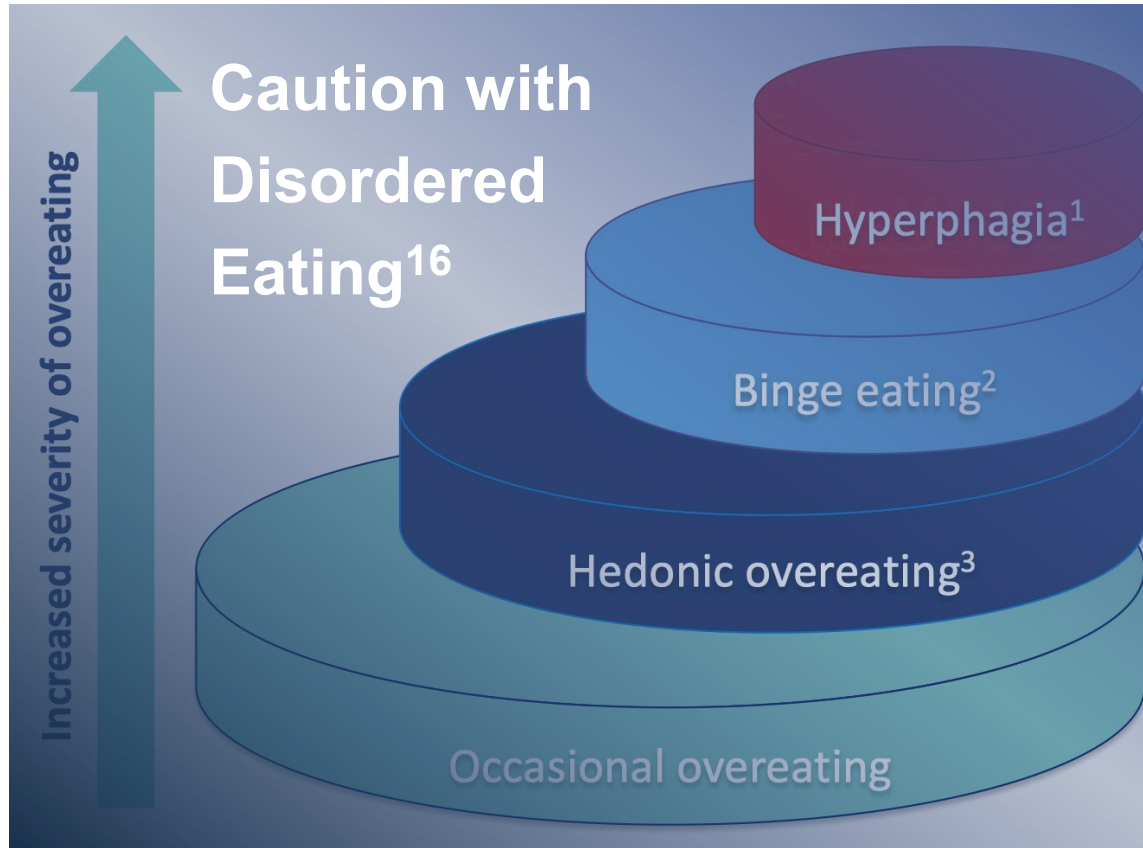 Caution with
Disordered
Eating¹⁶
Increased severity of overeating
Hyperphagia¹
Binge eating²
Hedonic overeating³
Occasional overeating